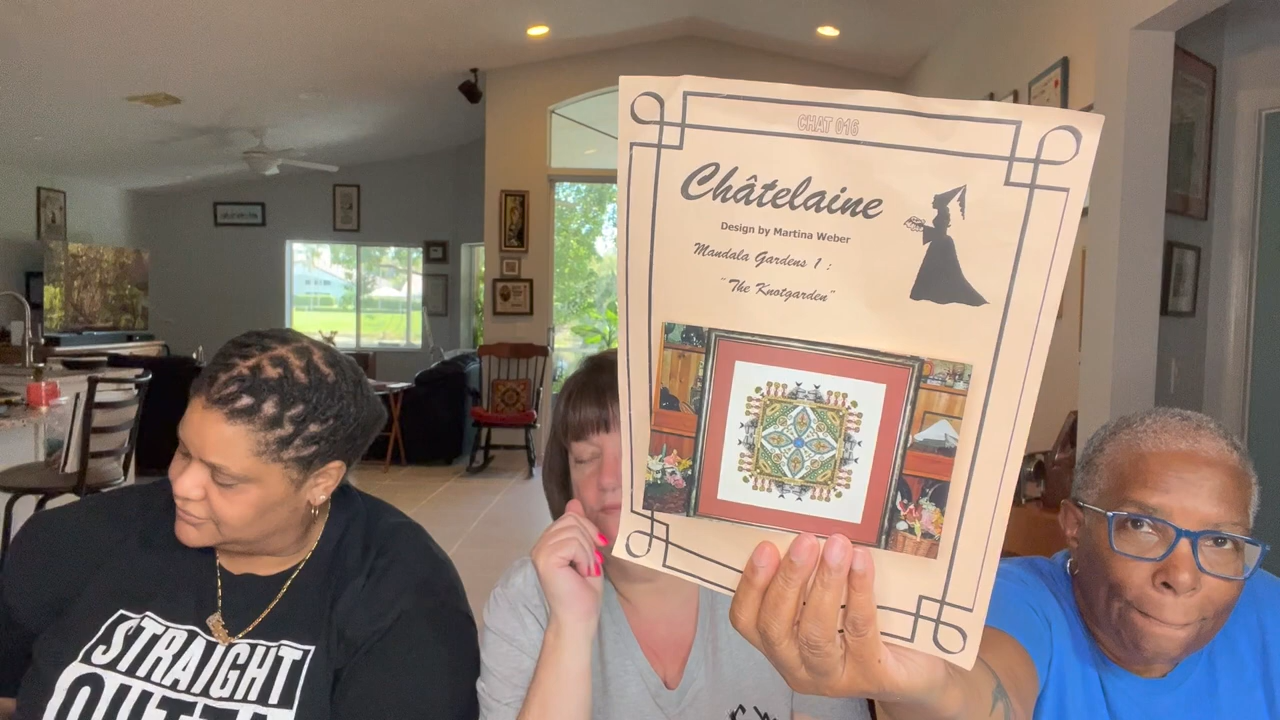 CHAT 016
Châtelaine
Design by Martina Weber
Mandala Gardens 1 :
"The Knotgarden"
STRAIGHT